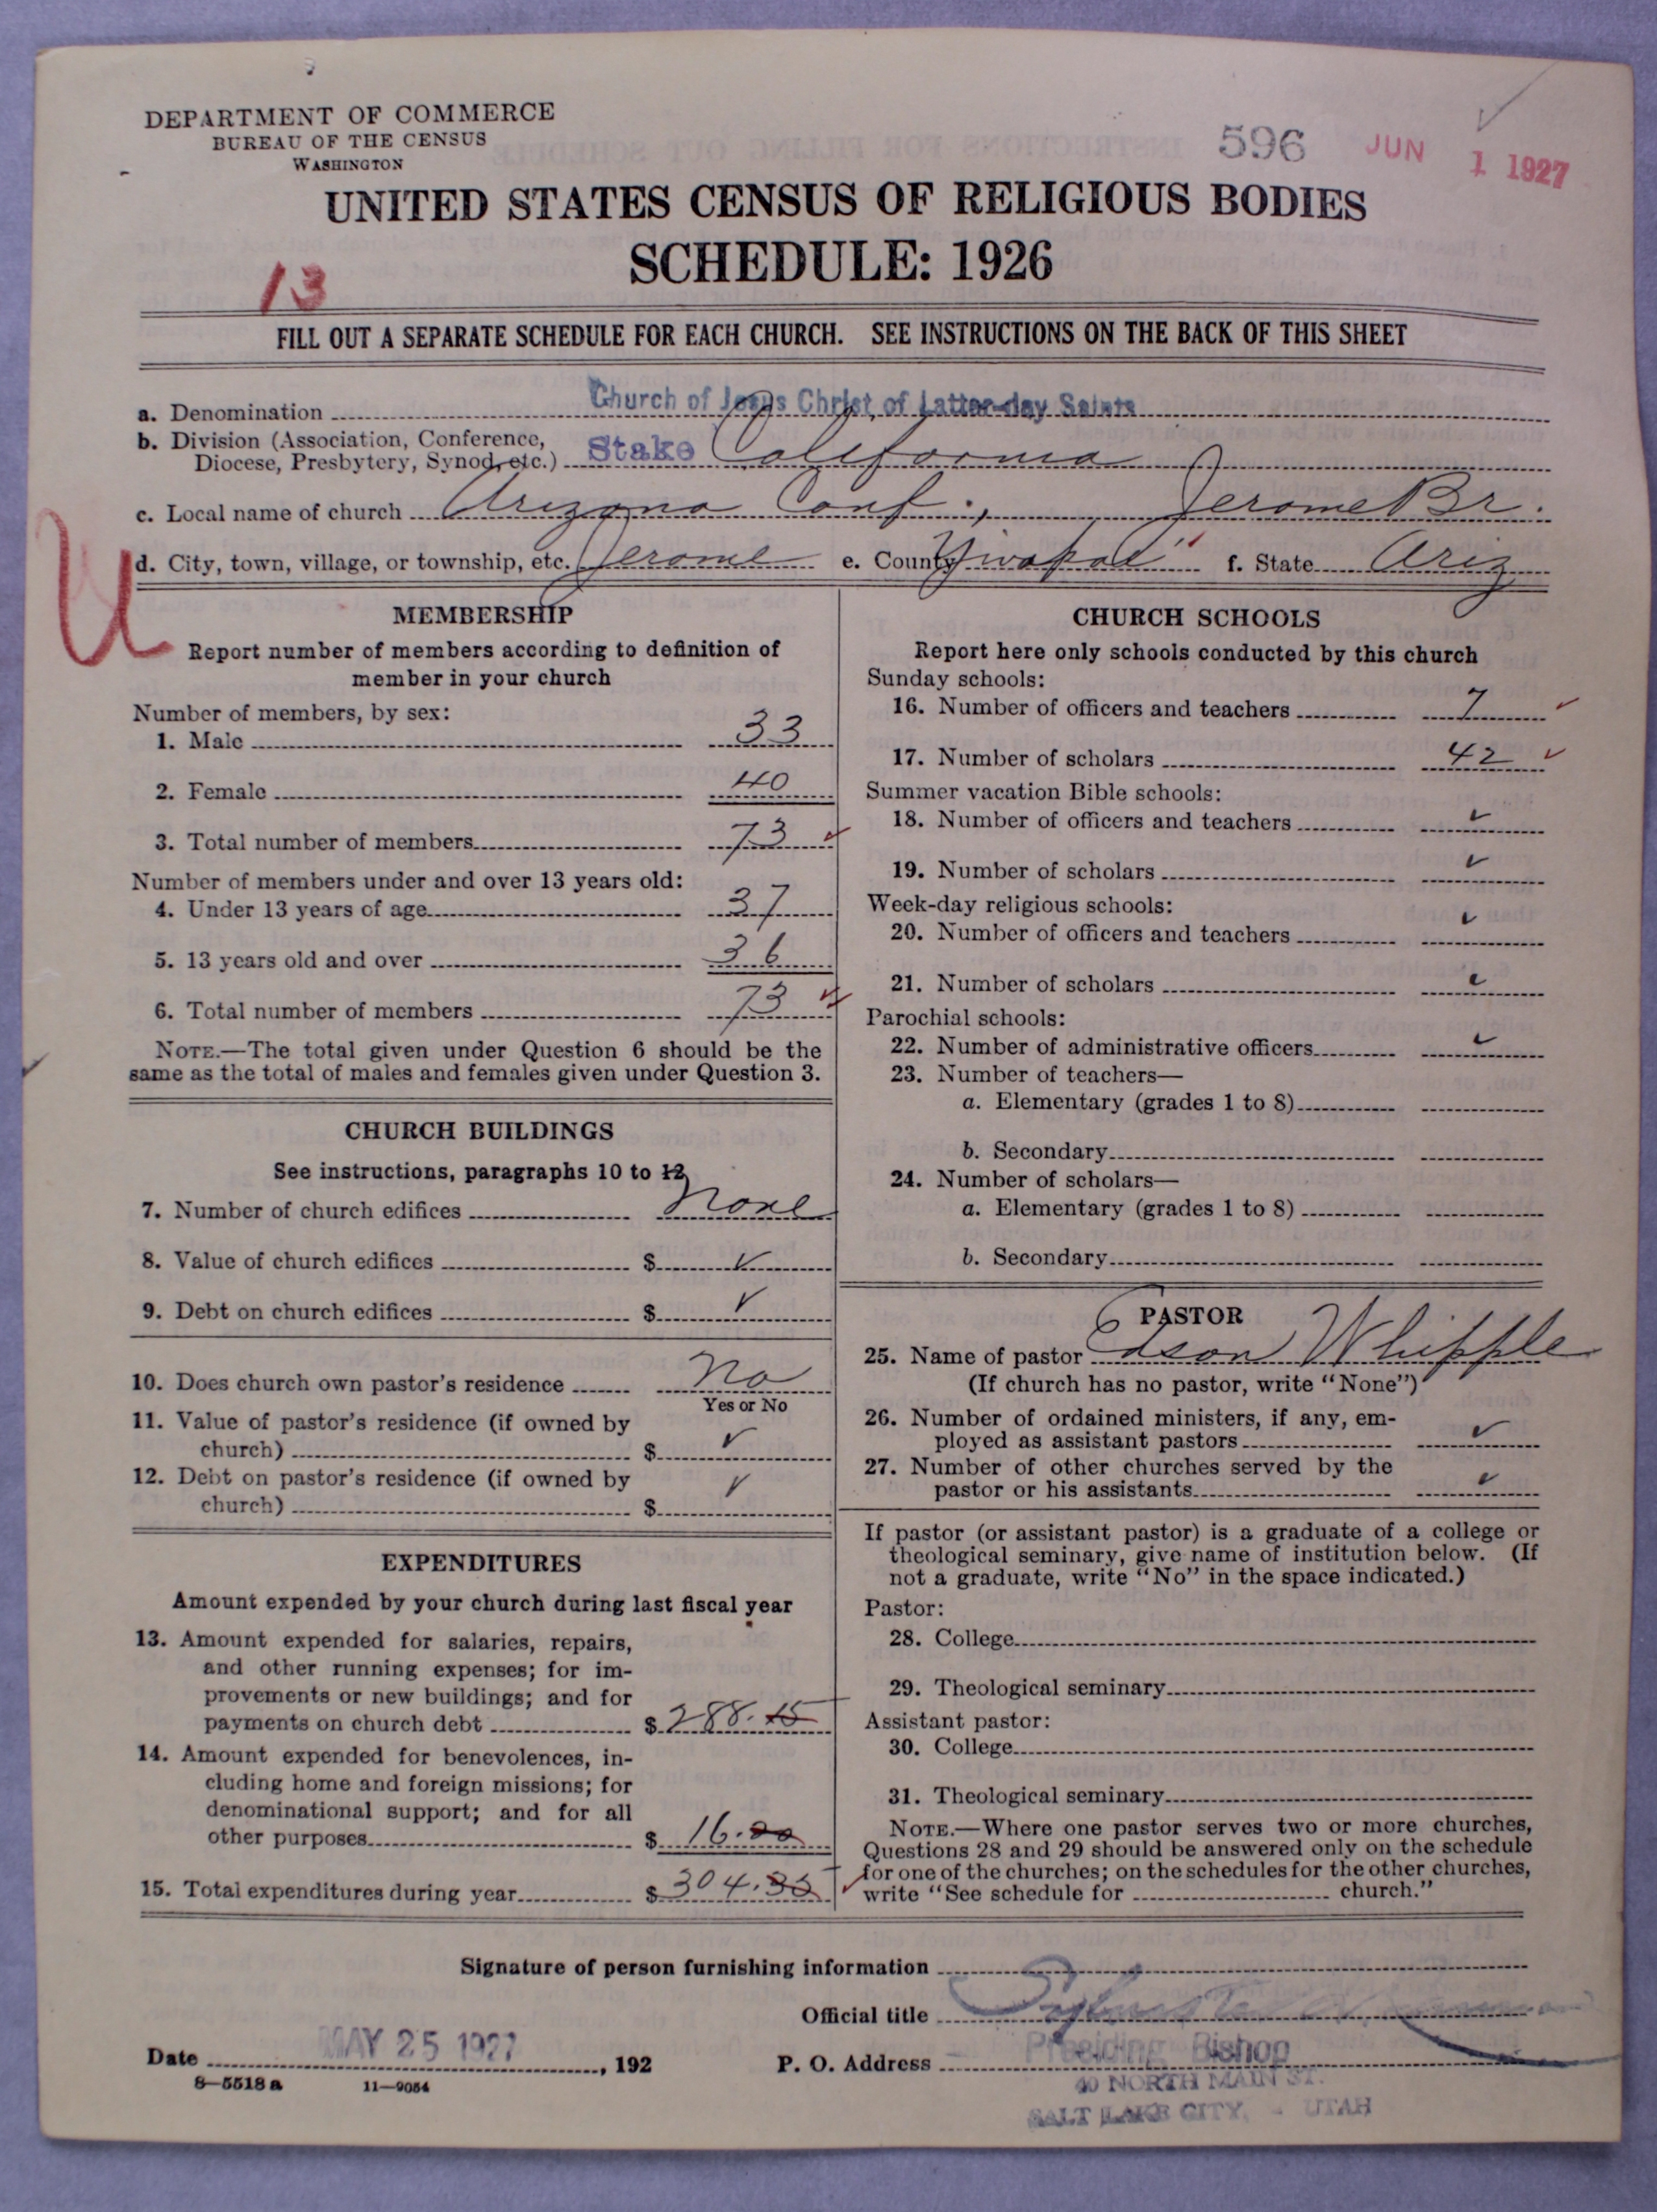 DEPARTMENT OF COMMERCE
BUREAU OF THE CENSUS
WASHINGTON
596 JUN 1 1927
UNITED STATES CENSUS OF RELIGIOUS BODIES
SCHEDULE: 1926
13
FILL OUT A SEPARATE SCHEDULE FOR EACH CHURCH. SEE INSTRUCTIONS ON THE BACK OF THIS SHEET
a. Denomination Church of Jesus Christ of Latter-day Saints
b. Division (Association, Conference,
Diocese, Presbytery, Synod, etc.) Stake California
c. Local name of church Arizona Conf., Jerome Br.
d. City, town, village, or township, etc. Jerome e. County f. State Ariz
U
MEMBERSHIP
Report number of members according to definition of
member in your church
Number of members, by sex:
1. Male 33
2. Female 40
3. Total number of members 73
Number of members under and over 13 years old:
4. Under 13 years of age 37
5. 13 years old and over 36
6. Total number of members 73
NOTE.—The total given under Question 6 should be the
same as the total of males and females given under Question 3.
CHURCH BUILDINGS
See instructions, paragraphs 10 to 12
7. Number of church edifices none
8. Value of church edifices $ ✓
9. Debt on church edifices $ ✓
10. Does church own pastor's residence no
Yes or No
11. Value of pastor's residence (if owned by
church) $ ✓
12. Debt on pastor's residence (if owned by
church) $ ✓
EXPENDITURES
Amount expended by your church during last fiscal year
13. Amount expended for salaries, repairs,
and other running expenses; for im-
provements or new buildings; and for
payments on church debt $ 288.15
14. Amount expended for benevolences, in-
cluding home and foreign missions; for
denominational support; and for all
other purposes $ 16.20
15. Total expenditures during year $ 304.35
CHURCH SCHOOLS
Report here only schools conducted by this church
Sunday schools:
16. Number of officers and teachers 7
17. Number of scholars 42
Summer vacation Bible schools:
18. Number of officers and teachers ✓
19. Number of scholars ✓
Week-day religious schools:
20. Number of officers and teachers ✓
21. Number of scholars ✓
Parochial schools:
22. Number of administrative officers ✓
23. Number of teachers—
a. Elementary (grades 1 to 8)
b. Secondary
24. Number of scholars—
a. Elementary (grades 1 to 8)
b. Secondary
PASTOR
25. Name of pastor Edson Whipple
(If church has no pastor, write "None")
26. Number of ordained ministers, if any, em-
ployed as assistant pastors ✓
27. Number of other churches served by the
pastor or his assistants ✓
If pastor (or assistant pastor) is a graduate of a college or
theological seminary, give name of institution below. (If
not a graduate, write "No" in the space indicated.)
Pastor:
28. College
29. Theological seminary
Assistant pastor:
30. College
31. Theological seminary
NOTE.—Where one pastor serves two or more churches,
Questions 28 and 29 should be answered only on the schedule
for one of the churches; on the schedules for the other churches,
write "See schedule for church."
Signature of person furnishing information
Official title
Presiding Bishop
Date MAY 25 1927, 192 P. O. Address
40 NORTH MAIN ST.
SALT LAKE CITY, - UTAH
8—5518 a 11—9054